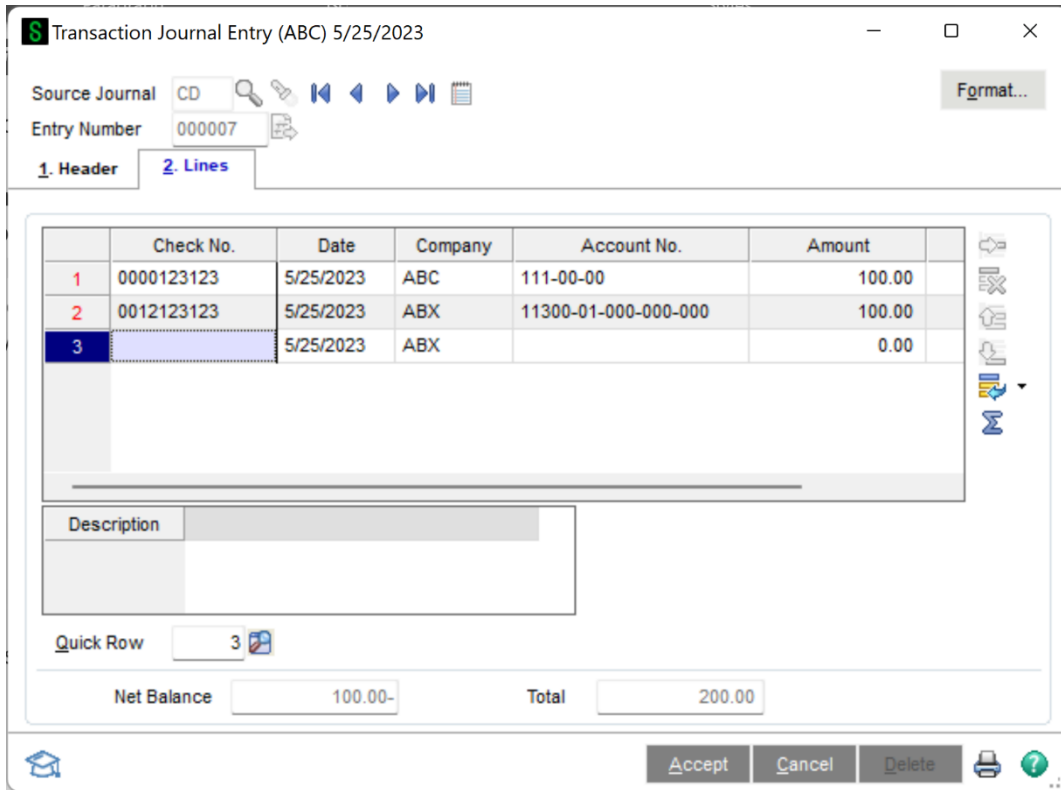 S Transaction Journal Entry (ABC) 5/25/2023
Source Journal CD
Format...
Entry Number 000007
1. Header 2. Lines
Check No. Date Company Account No. Amount
1 0000123123 5/25/2023 ABC 111-00-00 100.00
2 0012123123 5/25/2023 ABX 11300-01-000-000-000 100.00
3 5/25/2023 ABX 0.00
Description
Quick Row 3
Net Balance 100.00- Total 200.00
Accept Cancel Delete ?